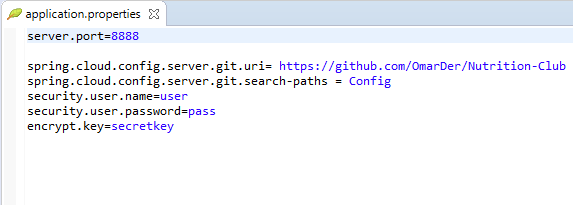 application.properties
server.port=8888
spring.cloud.config.server.git.uri= https://github.com/OmarDer/Nutrition-Club
spring.cloud.config.server.git.search-paths = Config
security.user.name=user
security.user.password=pass
encrypt.key=secretkey